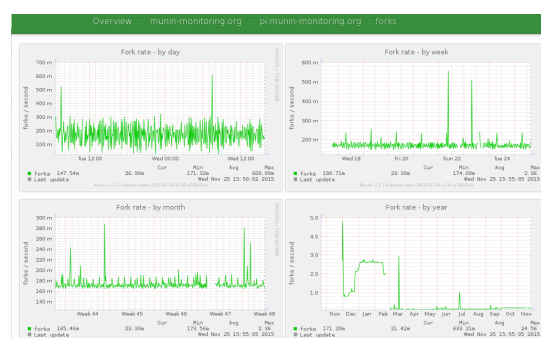 Overview :: munin-monitoring.org :: pi.munin-monitoring.org :: forks
Fork rate - by day
forks / second
700 m
600 m
500 m
400 m
300 m
200 m
100 m
Tue 12:00 Wed 00:00 Wed 12:00
Cur Min Avg Max
forks 147.54m 26.90m 171.32m 609.99m
Last update Wed Nov 25 15:50:02 2015
Fork rate - by week
forks / second
600 m
500 m
400 m
300 m
200 m
Wed 18 Fri 20 Sun 22 Tue 24
Cur Min Avg Max
forks 190.71m 23.33m 174.09m 2.36
Last update Wed Nov 25 15:55:05 2015
Fork rate - by month
forks / second
300 m
280 m
260 m
240 m
220 m
200 m
180 m
160 m
140 m
Week 44 Week 45 Week 46 Week 47 Week 48
Cur Min Avg Max
forks 165.46m 23.33m 173.56m 2.36
Last update Wed Nov 25 15:55:05 2015
Fork rate - by year
forks / second
5.0
4.0
3.0
2.0
1.0
Nov Dec Jan Feb Mar Apr May Jun Jul Aug Sep Oct Nov
Cur Min Avg Max
forks 171.20m 21.42m 633.21m 24.56
Last update Wed Nov 25 15:55:05 2015